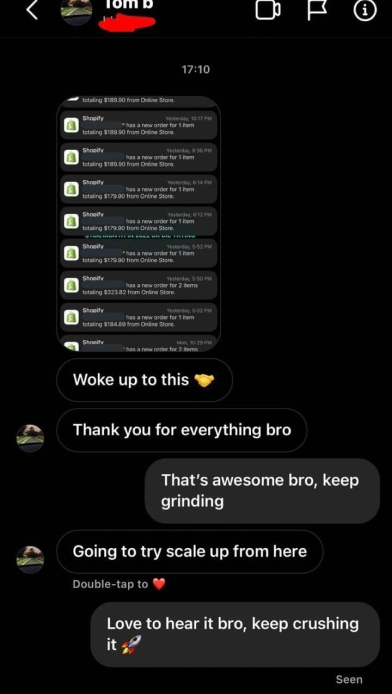 Tom b
17:10
totaling $189.90 from Online Store.
Shopify Yesterday, 10:17 PM
has a new order for 1 item
totaling $189.90 from Online Store.
Shopify Yesterday, 9:36 PM
has a new order for 1 item
totaling $189.90 from Online Store.
Shopify Yesterday, 8:14 PM
has a new order for 1 item
totaling $179.90 from Online Store.
Shopify Yesterday, 6:12 PM
has a new order for 1 item
totaling $179.90 from Online Store.
Shopify Yesterday, 5:52 PM
has a new order for 1 item
totaling $179.90 from Online Store.
Shopify Yesterday, 5:50 PM
has a new order for 2 items
totaling $323.82 from Online Store.
Shopify Yesterday, 5:02 PM
has a new order for 1 item
totaling $184.89 from Online Store.
Shopify Mon, 10:29 PM
has a new order for 2 items
Woke up to this 🤝
Thank you for everything bro
That's awesome bro, keep
grinding
Going to try scale up from here
Double-tap to ❤️
Love to hear it bro, keep crushing
it 🚀
Seen